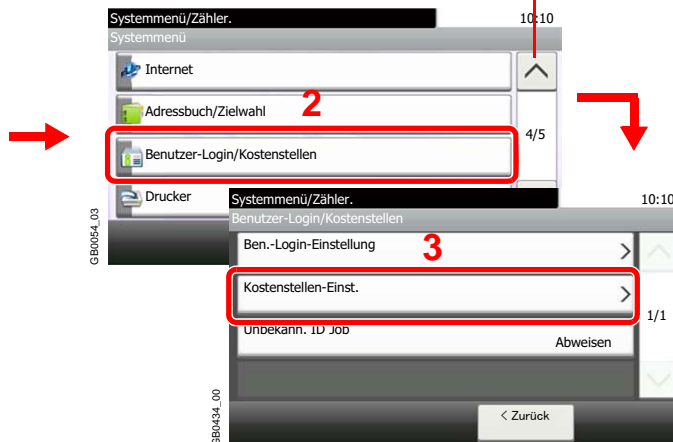 Systemmenü/Zähler. 10:10
Systemmenü
Internet
Adressbuch/Zielwahl
2
4/5
Benutzer-Login/Kostenstellen
Drucker
GB0054_03
Systemmenü/Zähler. 10:10
Benutzer-Login/Kostenstellen
Ben.-Login-Einstellung
3
Kostenstellen-Einst.
1/1
Unbekann. ID Job
Abweisen
< Zurück
GB0434_00